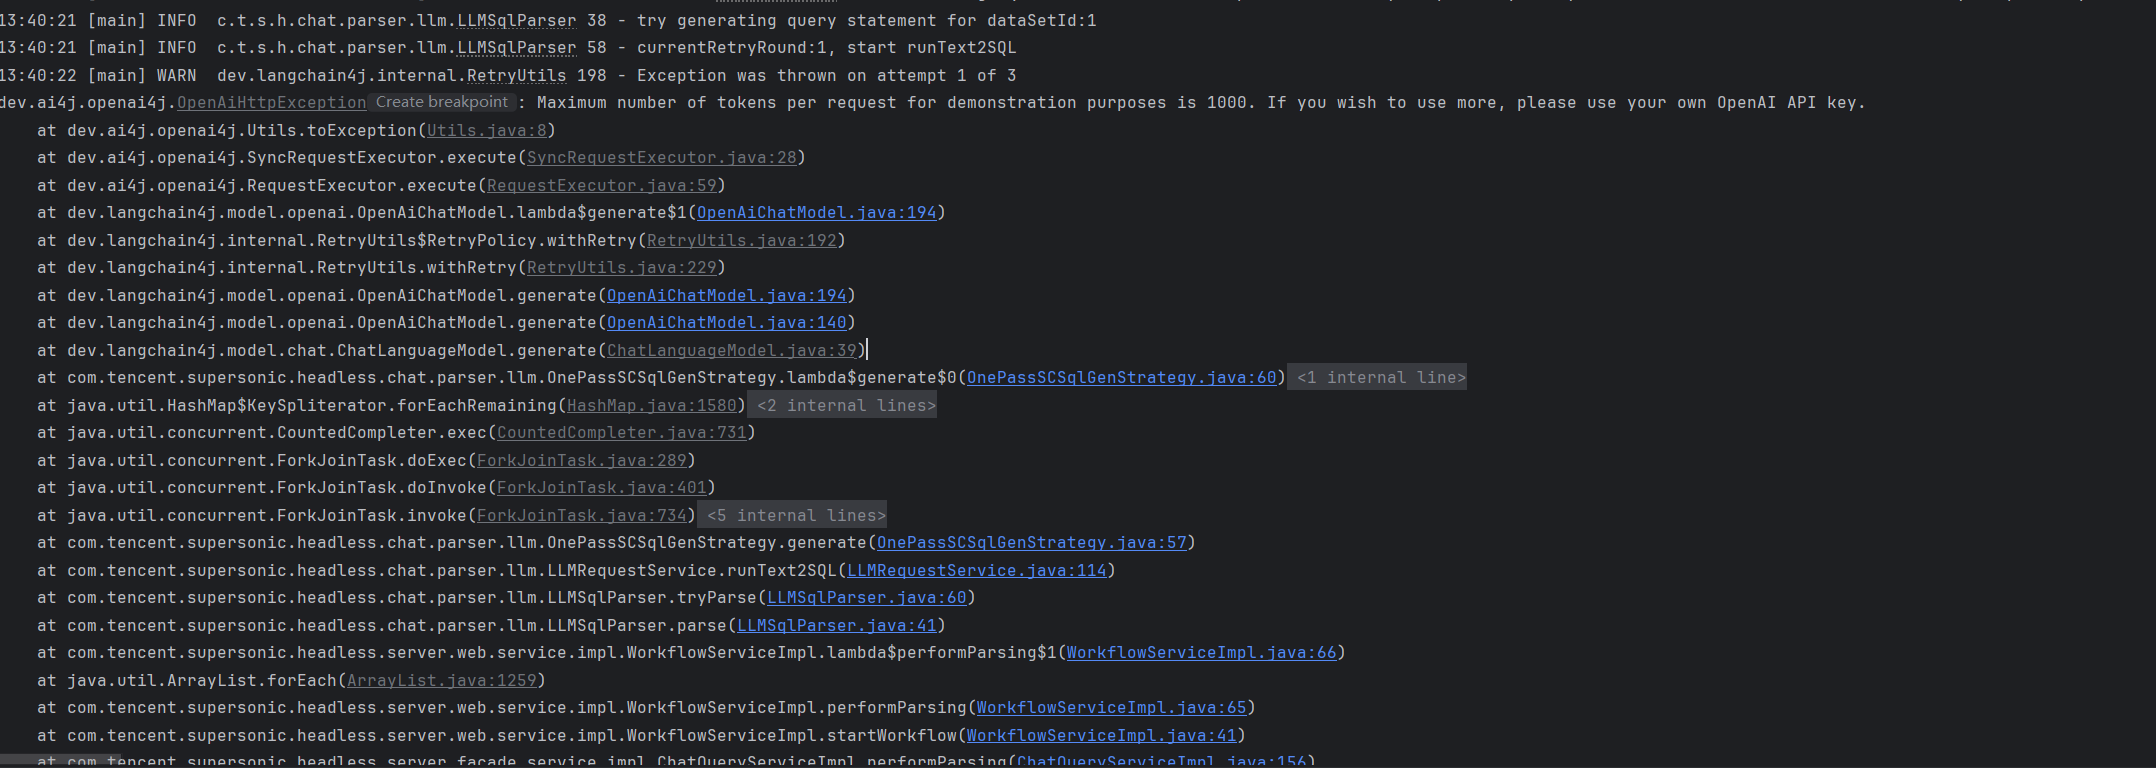 13:40:21 [main] INFO  c.t.s.h.chat.parser.llm.LLMSqlParser 38 - try generating query statement for dataSetId:1
13:40:21 [main] INFO  c.t.s.h.chat.parser.llm.LLMSqlParser 58 - currentRetryRound:1, start runText2SQL
13:40:22 [main] WARN  dev.langchain4j.internal.RetryUtils 198 - Exception was thrown on attempt 1 of 3
dev.ai4j.openai4j.OpenAiHttpException Create breakpoint : Maximum number of tokens per request for demonstration purposes is 1000. If you wish to use more, please use your own OpenAI API key.
    at dev.ai4j.openai4j.Utils.toException(Utils.java:8)
    at dev.ai4j.openai4j.SyncRequestExecutor.execute(SyncRequestExecutor.java:28)
    at dev.ai4j.openai4j.RequestExecutor.execute(RequestExecutor.java:59)
    at dev.langchain4j.model.openai.OpenAiChatModel.lambda$generate$1(OpenAiChatModel.java:194)
    at dev.langchain4j.internal.RetryUtils$RetryPolicy.withRetry(RetryUtils.java:192)
    at dev.langchain4j.internal.RetryUtils.withRetry(RetryUtils.java:229)
    at dev.langchain4j.model.openai.OpenAiChatModel.generate(OpenAiChatModel.java:194)
    at dev.langchain4j.model.openai.OpenAiChatModel.generate(OpenAiChatModel.java:140)
    at dev.langchain4j.model.chat.ChatLanguageModel.generate(ChatLanguageModel.java:39)
    at com.tencent.supersonic.headless.chat.parser.llm.OnePassSCSqlGenStrategy.lambda$generate$0(OnePassSCSqlGenStrategy.java:60) <1 internal line>
    at java.util.HashMap$KeySpliterator.forEachRemaining(HashMap.java:1580) <2 internal lines>
    at java.util.concurrent.CountedCompleter.exec(CountedCompleter.java:731)
    at java.util.concurrent.ForkJoinTask.doExec(ForkJoinTask.java:289)
    at java.util.concurrent.ForkJoinTask.doInvoke(ForkJoinTask.java:401)
    at java.util.concurrent.ForkJoinTask.invoke(ForkJoinTask.java:734) <5 internal lines>
    at com.tencent.supersonic.headless.chat.parser.llm.OnePassSCSqlGenStrategy.generate(OnePassSCSqlGenStrategy.java:57)
    at com.tencent.supersonic.headless.chat.parser.llm.LLMRequestService.runText2SQL(LLMRequestService.java:114)
    at com.tencent.supersonic.headless.chat.parser.llm.LLMSqlParser.tryParse(LLMSqlParser.java:60)
    at com.tencent.supersonic.headless.chat.parser.llm.LLMSqlParser.parse(LLMSqlParser.java:41)
    at com.tencent.supersonic.headless.server.web.service.impl.WorkflowServiceImpl.lambda$performParsing$1(WorkflowServiceImpl.java:66)
    at java.util.ArrayList.forEach(ArrayList.java:1259)
    at com.tencent.supersonic.headless.server.web.service.impl.WorkflowServiceImpl.performParsing(WorkflowServiceImpl.java:65)
    at com.tencent.supersonic.headless.server.web.service.impl.WorkflowServiceImpl.startWorkflow(WorkflowServiceImpl.java:41)
    at com.tencent.supersonic.headless.server.facade.service.impl.ChatQueryServiceImpl.performParsing(ChatQueryServiceImpl.java:156)